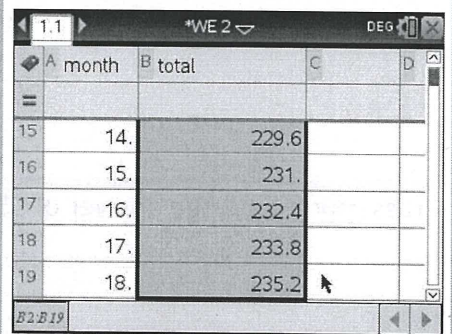 1.1 *WE 2 DEG
A month B total C D
=
15 14. 229.6
16 15. 231.
17 16. 232.4
18 17. 233.8
19 18. 235.2
B2:B19